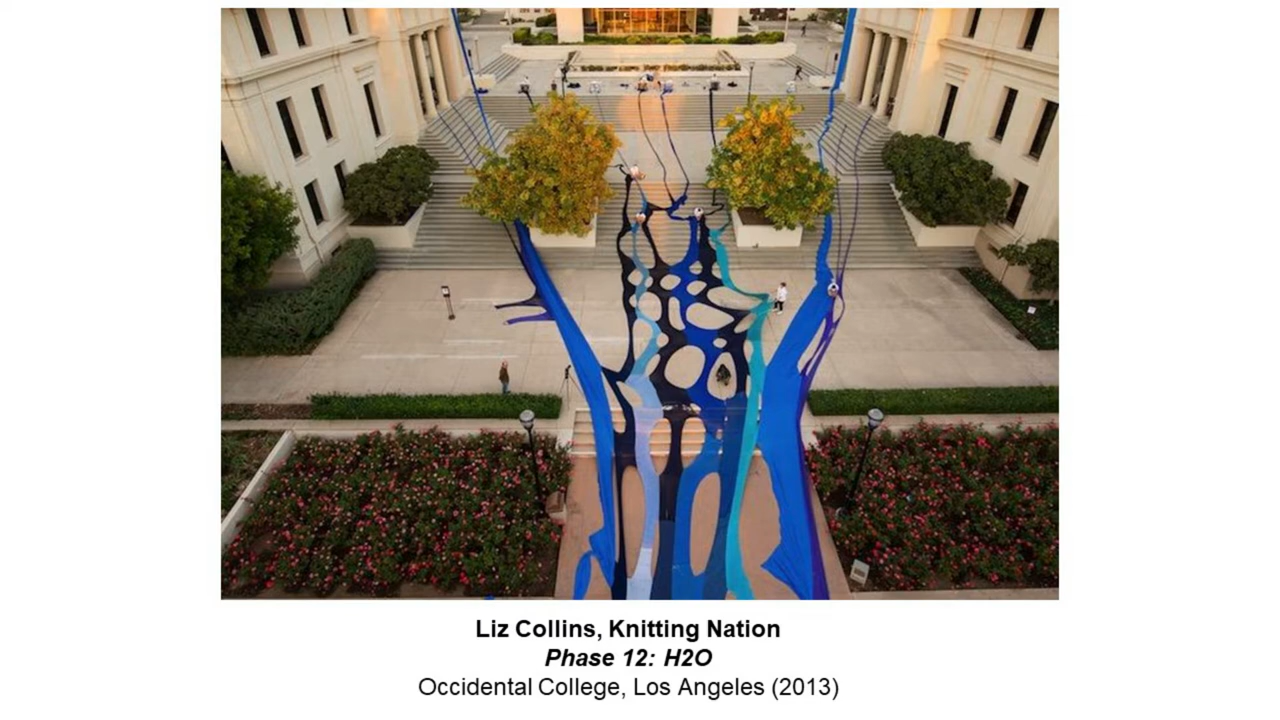 Liz Collins, Knitting Nation
Phase 12: H2O
Occidental College, Los Angeles (2013)